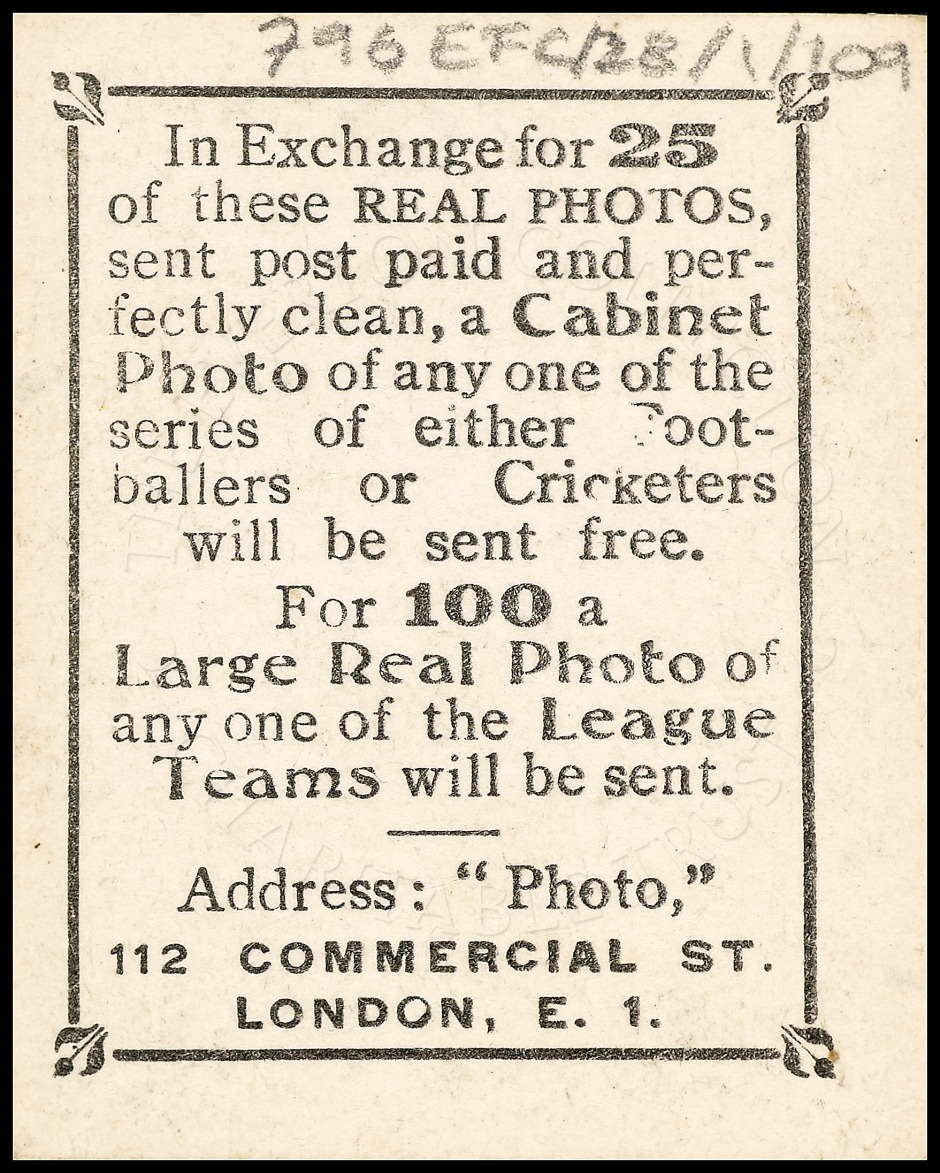 796 EFC/28/1/109
In Exchange for 25
of these REAL PHOTOS,
sent post paid and per-
fectly clean, a Cabinet
Photo of any one of the
series of either Foot-
ballers or Cricketers
will be sent free.
For 100 a
Large Real Photo of
any one of the League
Teams will be sent.
Address: "Photo,"
112 COMMERCIAL ST.
LONDON, E. 1.